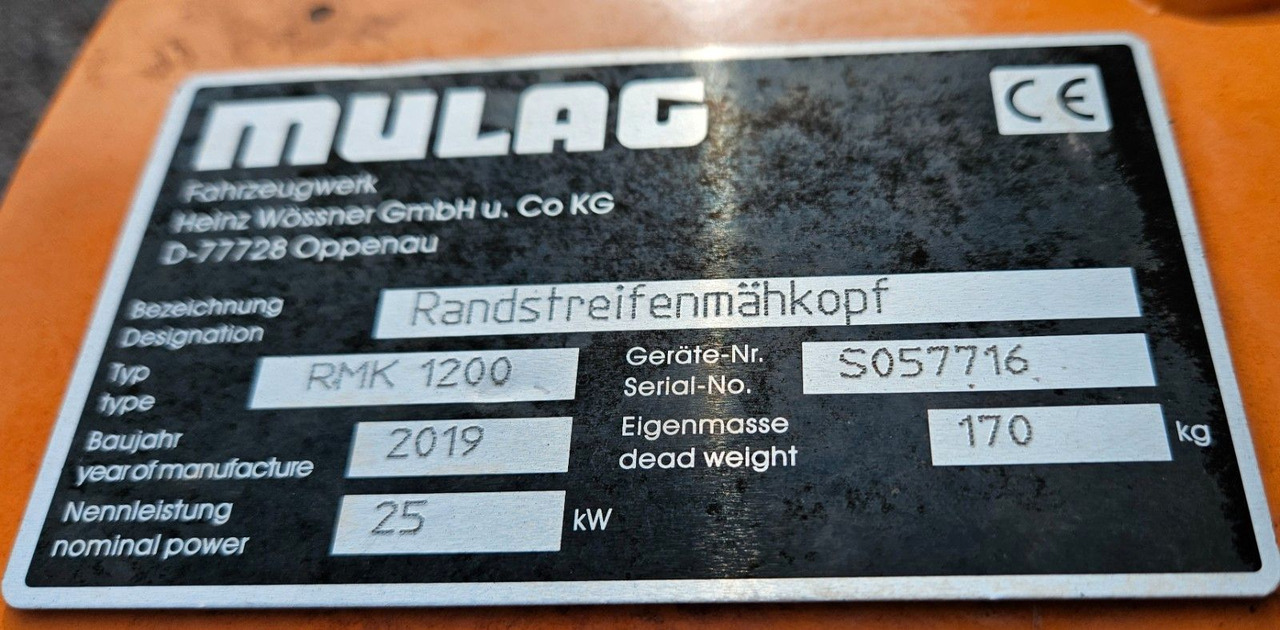 MULAG
CE
Fahrzeugwerk
Heinz Wössner GmbH u. Co KG
D-77728 Oppenau
Bezeichnung
Designation
Randstreifenmähkopf
Typ
type
RMK 1200
Geräte-Nr.
Serial-No.
S057716
Baujahr
year of manufacture
2019
Eigenmasse
dead weight
170 kg
Nennleistung
nominal power
25 kW